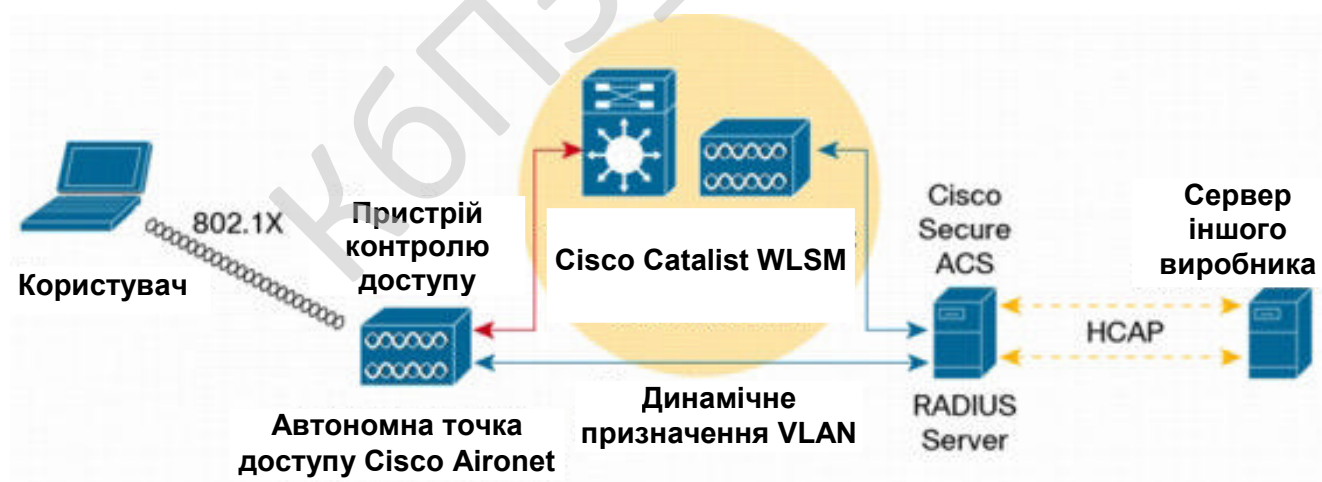 802.1X
Користувач
Пристрій
контролю
доступу
Cisco Catalist WLSM
Cisco
Secure
ACS
Сервер
іншого
виробника
HCAP
RADIUS
Server
Динамічне
призначення VLAN
Автономна точка
доступу Cisco Aironet